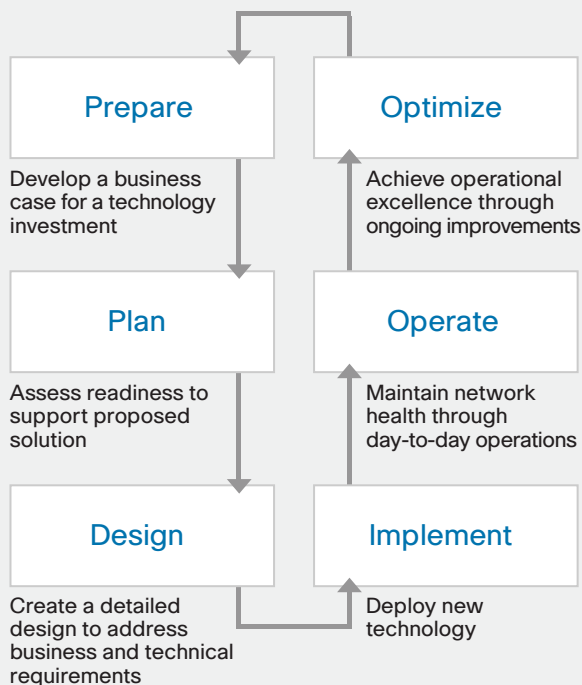 Prepare
Develop a business
case for a technology
investment
Plan
Assess readiness to
support proposed
solution
Design
Create a detailed
design to address
business and technical
requirements
Implement
Deploy new
technology
Operate
Maintain network
health through
day-to-day operations
Optimize
Achieve operational
excellence through
ongoing improvements